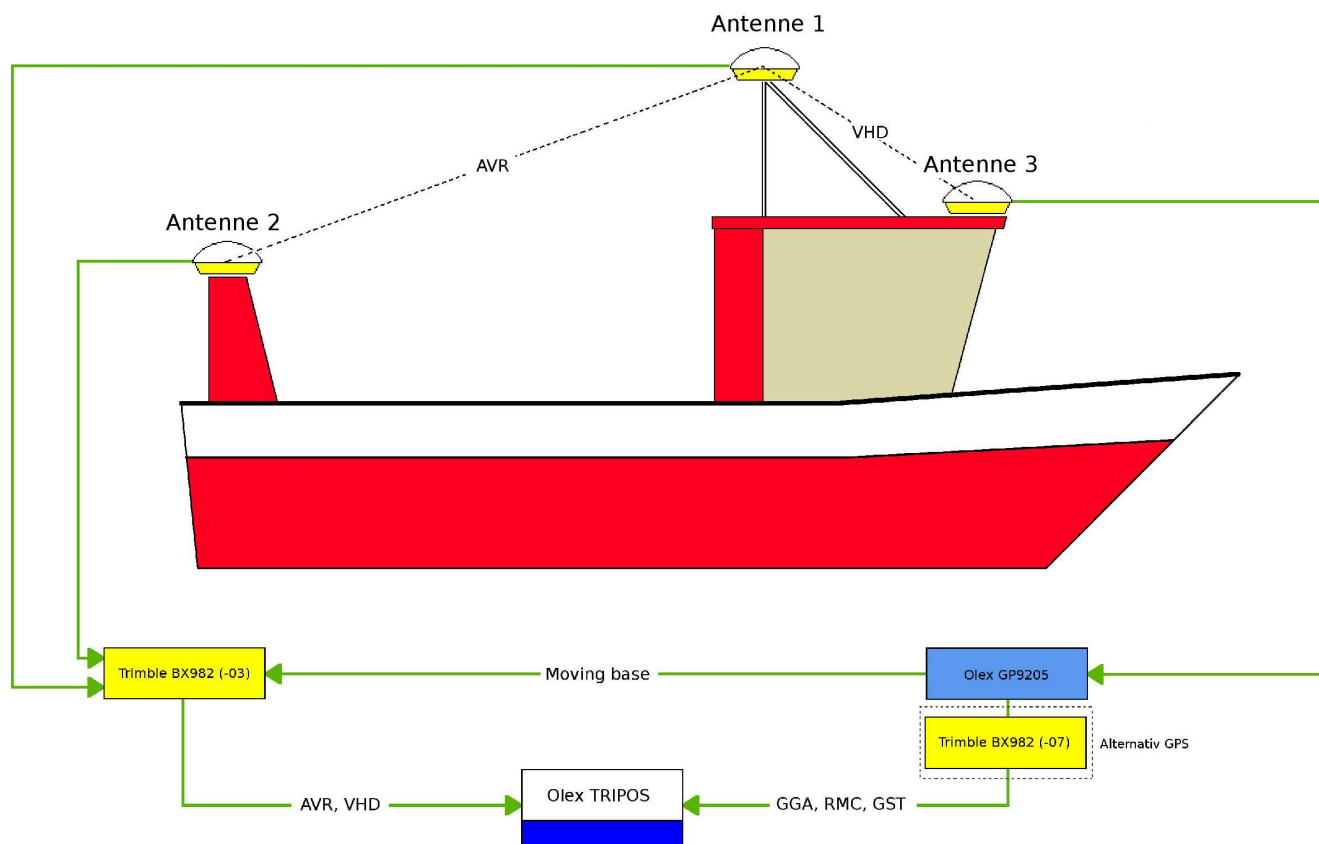 Antenne 1
VHD
Antenne 3
AVR
Antenne 2
Trimble BX982 (-03)
Moving base
Olex GP9205
Trimble BX982 (-07)
Alternativ GPS
Olex TRIPOS
AVR, VHD
GGA, RMC, GST